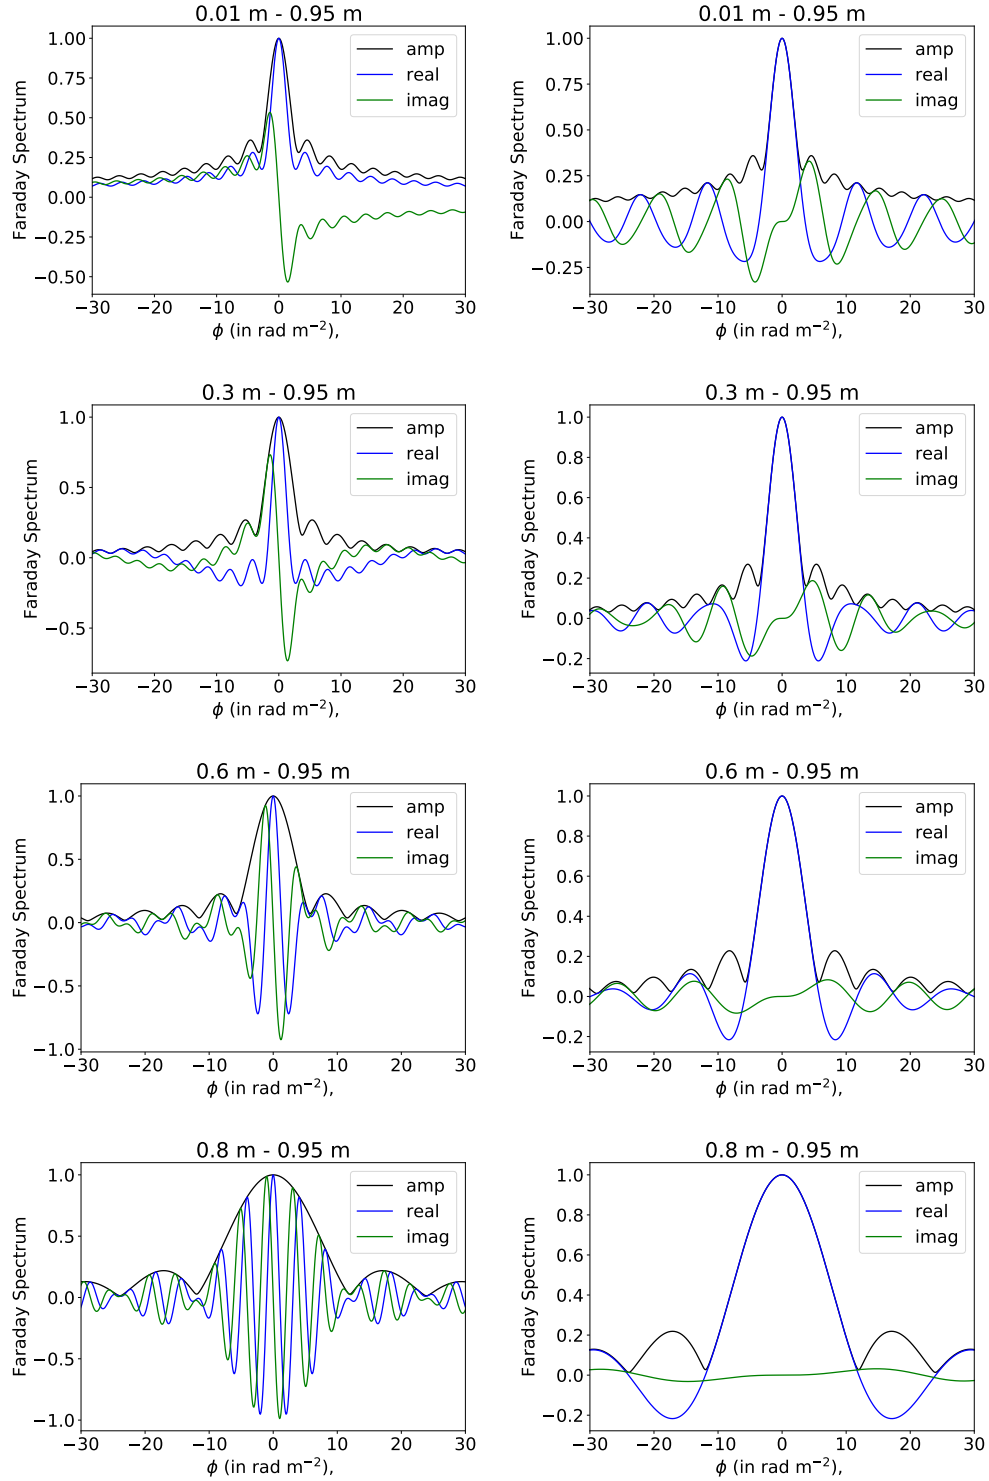 0.01 m - 0.95 m
Faraday Spectrum
1.00
0.75
0.50
0.25
0.00
−0.25
−0.50
amp
real
imag
−30 −20 −10 0 10 20 30
ϕ (in rad m⁻²),
0.01 m - 0.95 m
Faraday Spectrum
1.00
0.75
0.50
0.25
0.00
−0.25
amp
real
imag
−30 −20 −10 0 10 20 30
ϕ (in rad m⁻²),
0.3 m - 0.95 m
Faraday Spectrum
1.0
0.5
0.0
−0.5
amp
real
imag
−30 −20 −10 0 10 20 30
ϕ (in rad m⁻²),
0.3 m - 0.95 m
Faraday Spectrum
1.0
0.8
0.6
0.4
0.2
0.0
−0.2
amp
real
imag
−30 −20 −10 0 10 20 30
ϕ (in rad m⁻²),
0.6 m - 0.95 m
Faraday Spectrum
1.0
0.5
0.0
−0.5
−1.0
amp
real
imag
−30 −20 −10 0 10 20 30
ϕ (in rad m⁻²),
0.6 m - 0.95 m
Faraday Spectrum
1.0
0.8
0.6
0.4
0.2
0.0
−0.2
amp
real
imag
−30 −20 −10 0 10 20 30
ϕ (in rad m⁻²),
0.8 m - 0.95 m
Faraday Spectrum
1.0
0.5
0.0
−0.5
−1.0
amp
real
imag
−30 −20 −10 0 10 20 30
ϕ (in rad m⁻²),
0.8 m - 0.95 m
Faraday Spectrum
1.0
0.8
0.6
0.4
0.2
0.0
−0.2
amp
real
imag
−30 −20 −10 0 10 20 30
ϕ (in rad m⁻²),